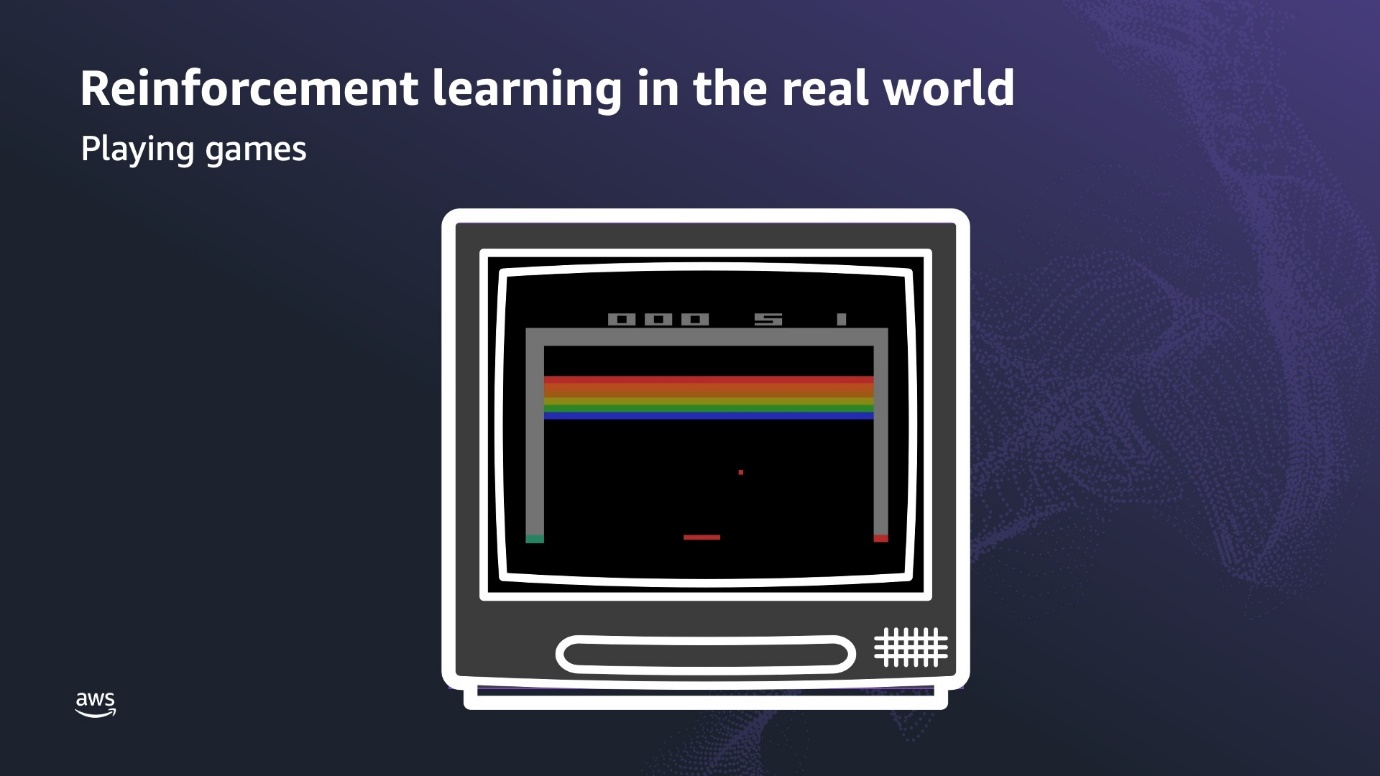 Reinforcement learning in the real world
Playing games
000 5 1
aws